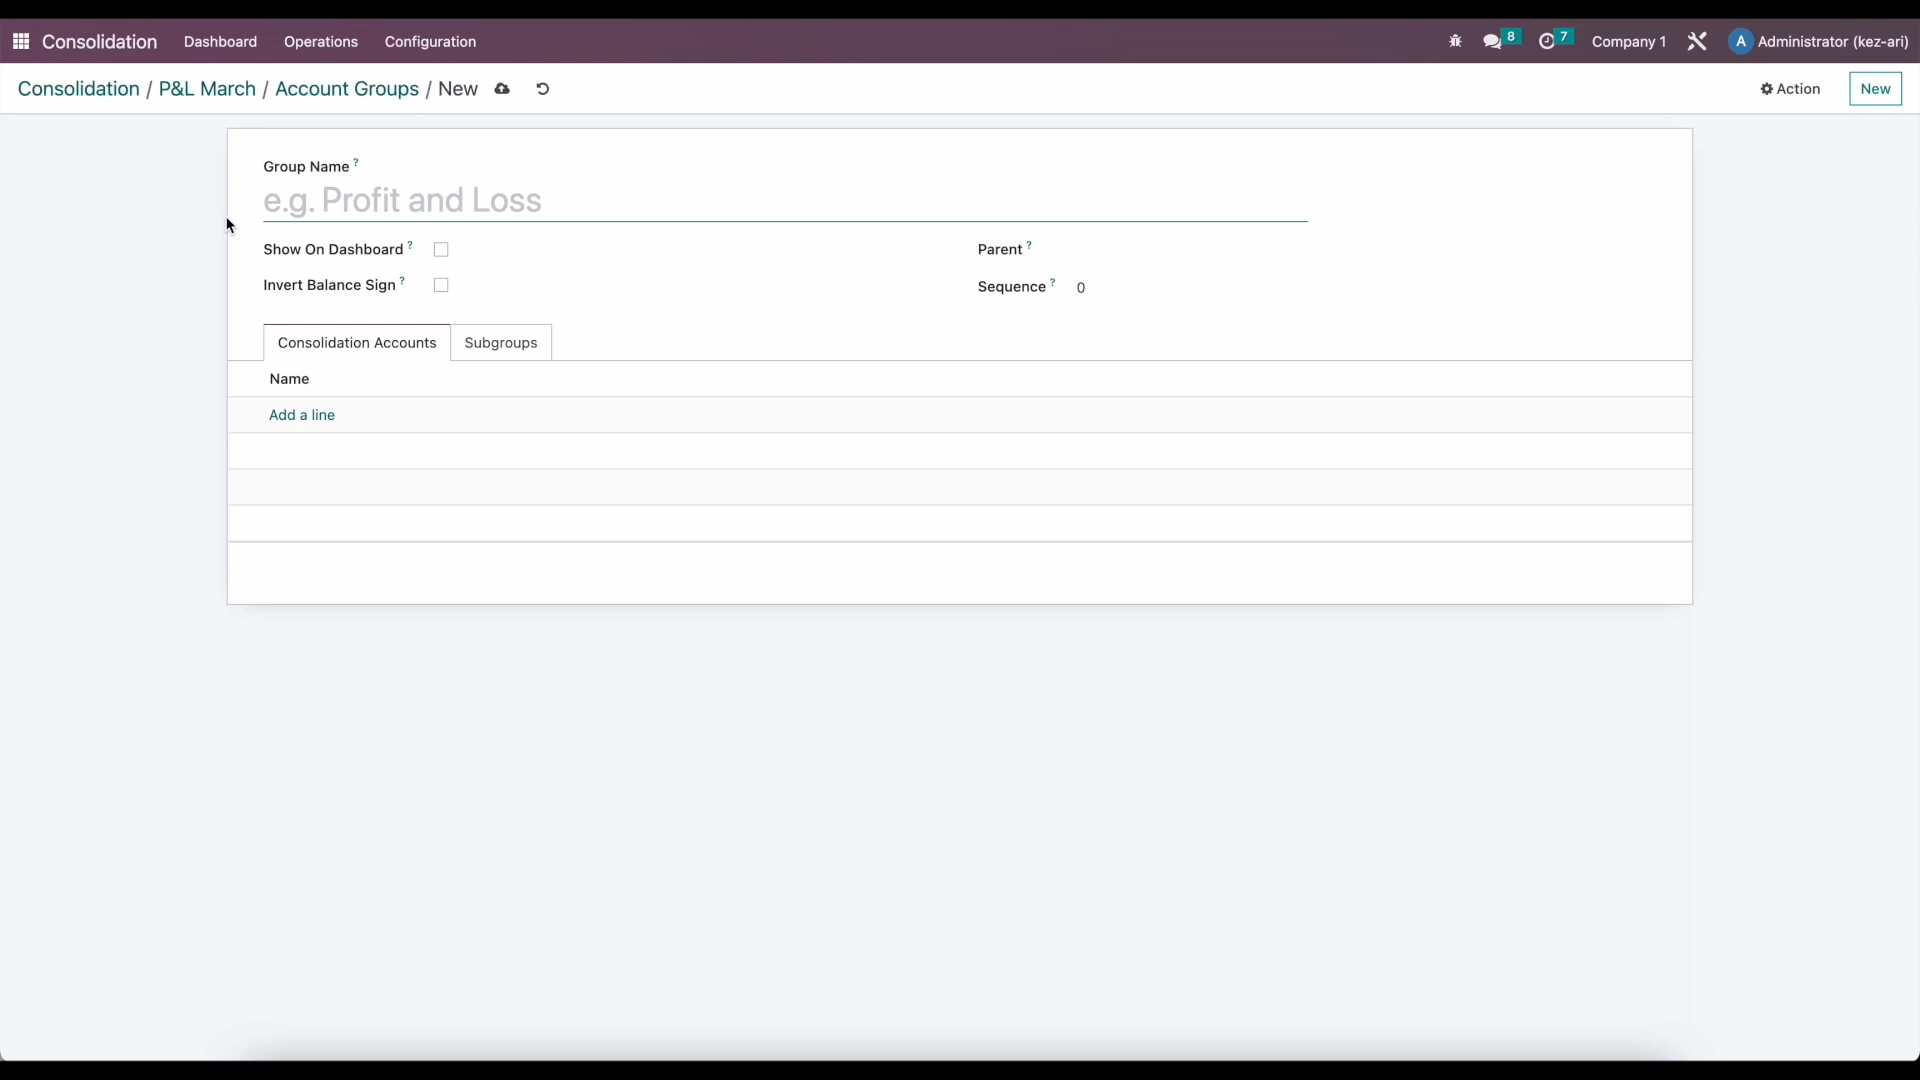 Consolidation Dashboard Operations Configuration 8 7 Company 1 A Administrator (kez-ari)
Consolidation / P&L March / Account Groups / New Action New
Group Name ?
e.g. Profit and Loss
Show On Dashboard ? Parent ?
Invert Balance Sign ? Sequence ? 0
Consolidation Accounts Subgroups
Name
Add a line